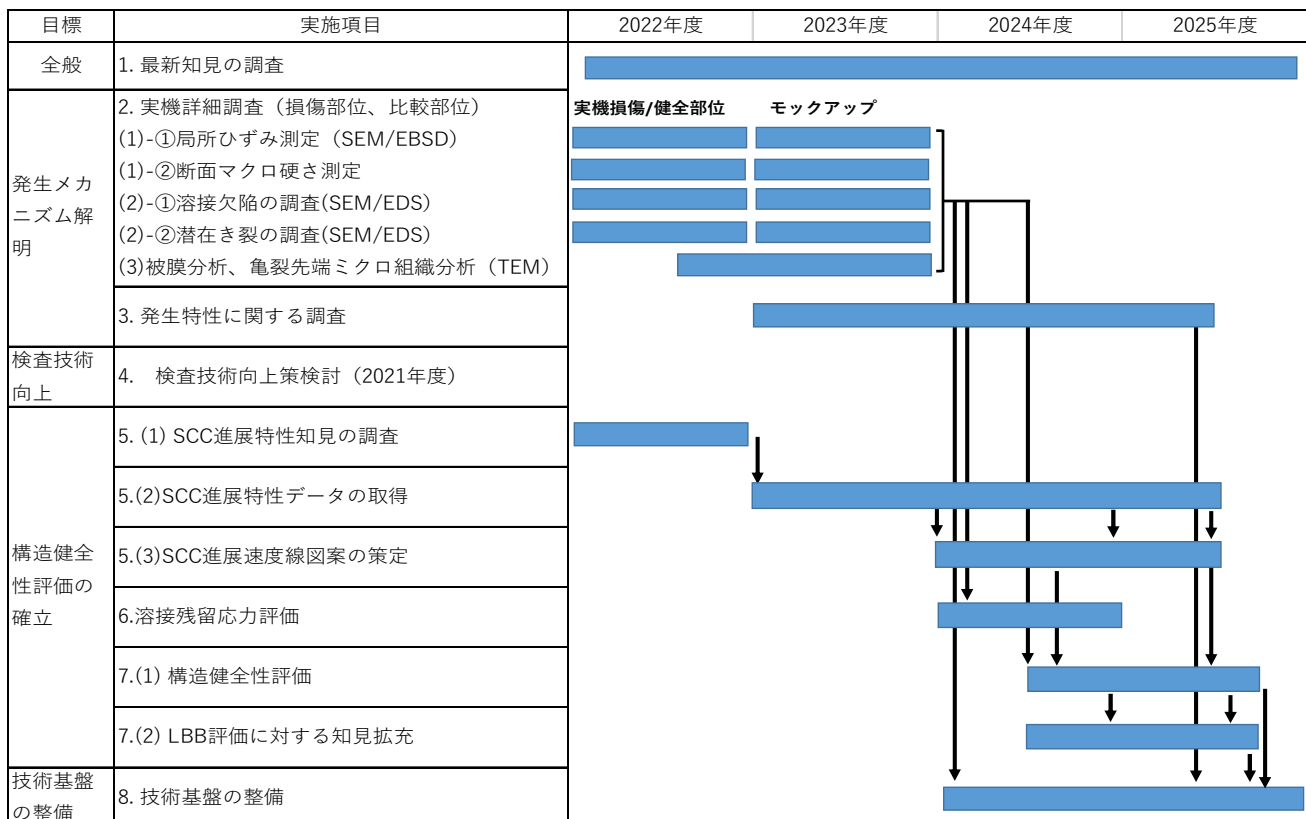 目標 実施項目 2022年度 2023年度 2024年度 2025年度
全般 1. 最新知見の調査
発生メカ
ニズム解
明
2. 実機詳細調査（損傷部位、比較部位） 実機損傷/健全部位 モックアップ
(1)-①局所ひずみ測定（SEM/EBSD）
(1)-②断面マクロ硬さ測定
(2)-①溶接欠陥の調査(SEM/EDS)
(2)-②潜在き裂の調査(SEM/EDS)
(3)被膜分析、亀裂先端ミクロ組織分析（TEM）
3. 発生特性に関する調査
検査技術
向上
4.　検査技術向上策検討（2021年度）
構造健全
性評価の
確立
5. (1) SCC進展特性知見の調査
5.(2)SCC進展特性データの取得
5.(3)SCC進展速度線図案の策定
6.溶接残留応力評価
7.(1) 構造健全性評価
7.(2) LBB評価に対する知見拡充
技術基盤
の整備
8. 技術基盤の整備